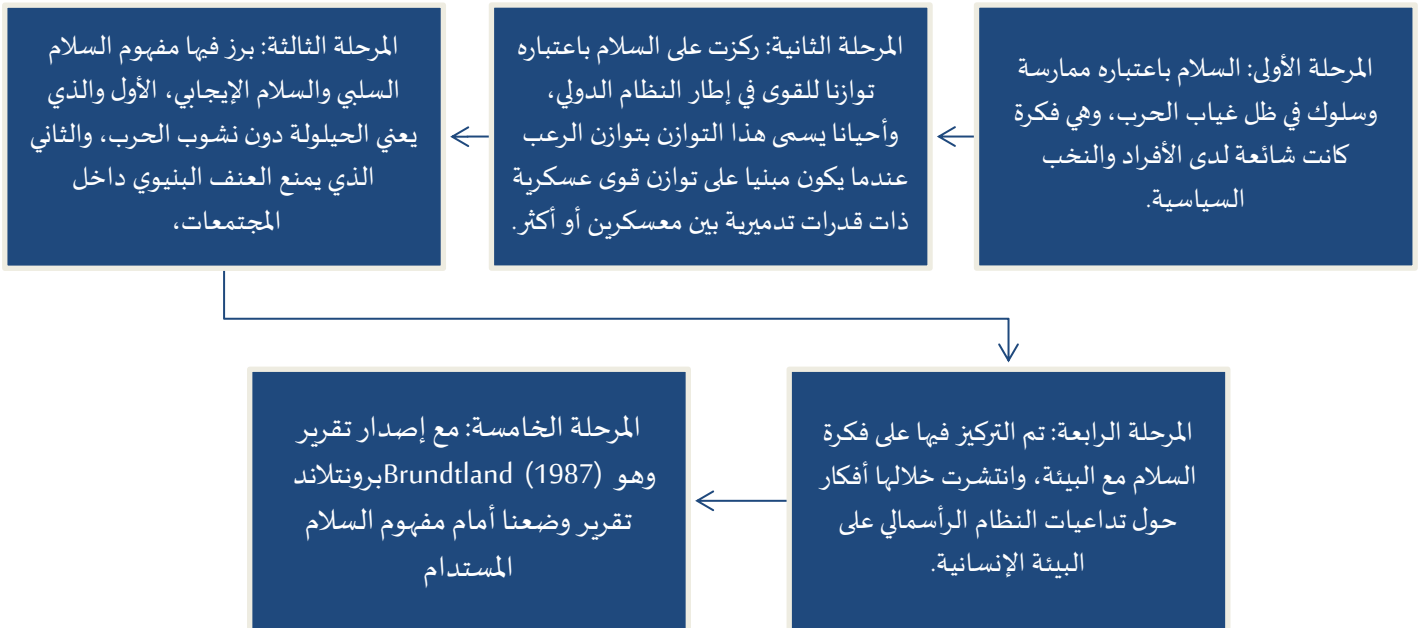 المرحلة الأولى: السلام باعتباره ممارسة
وسلوك في ظل غياب الحرب، وهي فكرة
كانت شائعة لدى الأفراد والنخب
السياسية.
المرحلة الثانية: ركزت على السلام باعتباره
توازنا للقوى في إطار النظام الدولي،
وأحيانا يسمى هذا التوازن بتوازن الرعب
عندما يكون مبنيا على توازن قوى عسكرية
ذات قدرات تدميرية بين معسكرين أو أكثر.
المرحلة الثالثة: برز فيها مفهوم السلام
السلبي والسلام الإيجابي، الأول والذي
يعني الحيلولة دون نشوب الحرب، والثاني
الذي يمنع العنف البنيوي داخل
المجتمعات،
المرحلة الرابعة: تم التركيز فيها على فكرة
السلام مع البيئة، وانتشرت خلالها أفكار
حول تداعيات النظام الرأسمالي على
البيئة الإنسانية.
المرحلة الخامسة: مع إصدار تقرير
برونتلاندBrundtland (1987) وهو
تقرير وضعنا أمام مفهوم السلام
المستدام